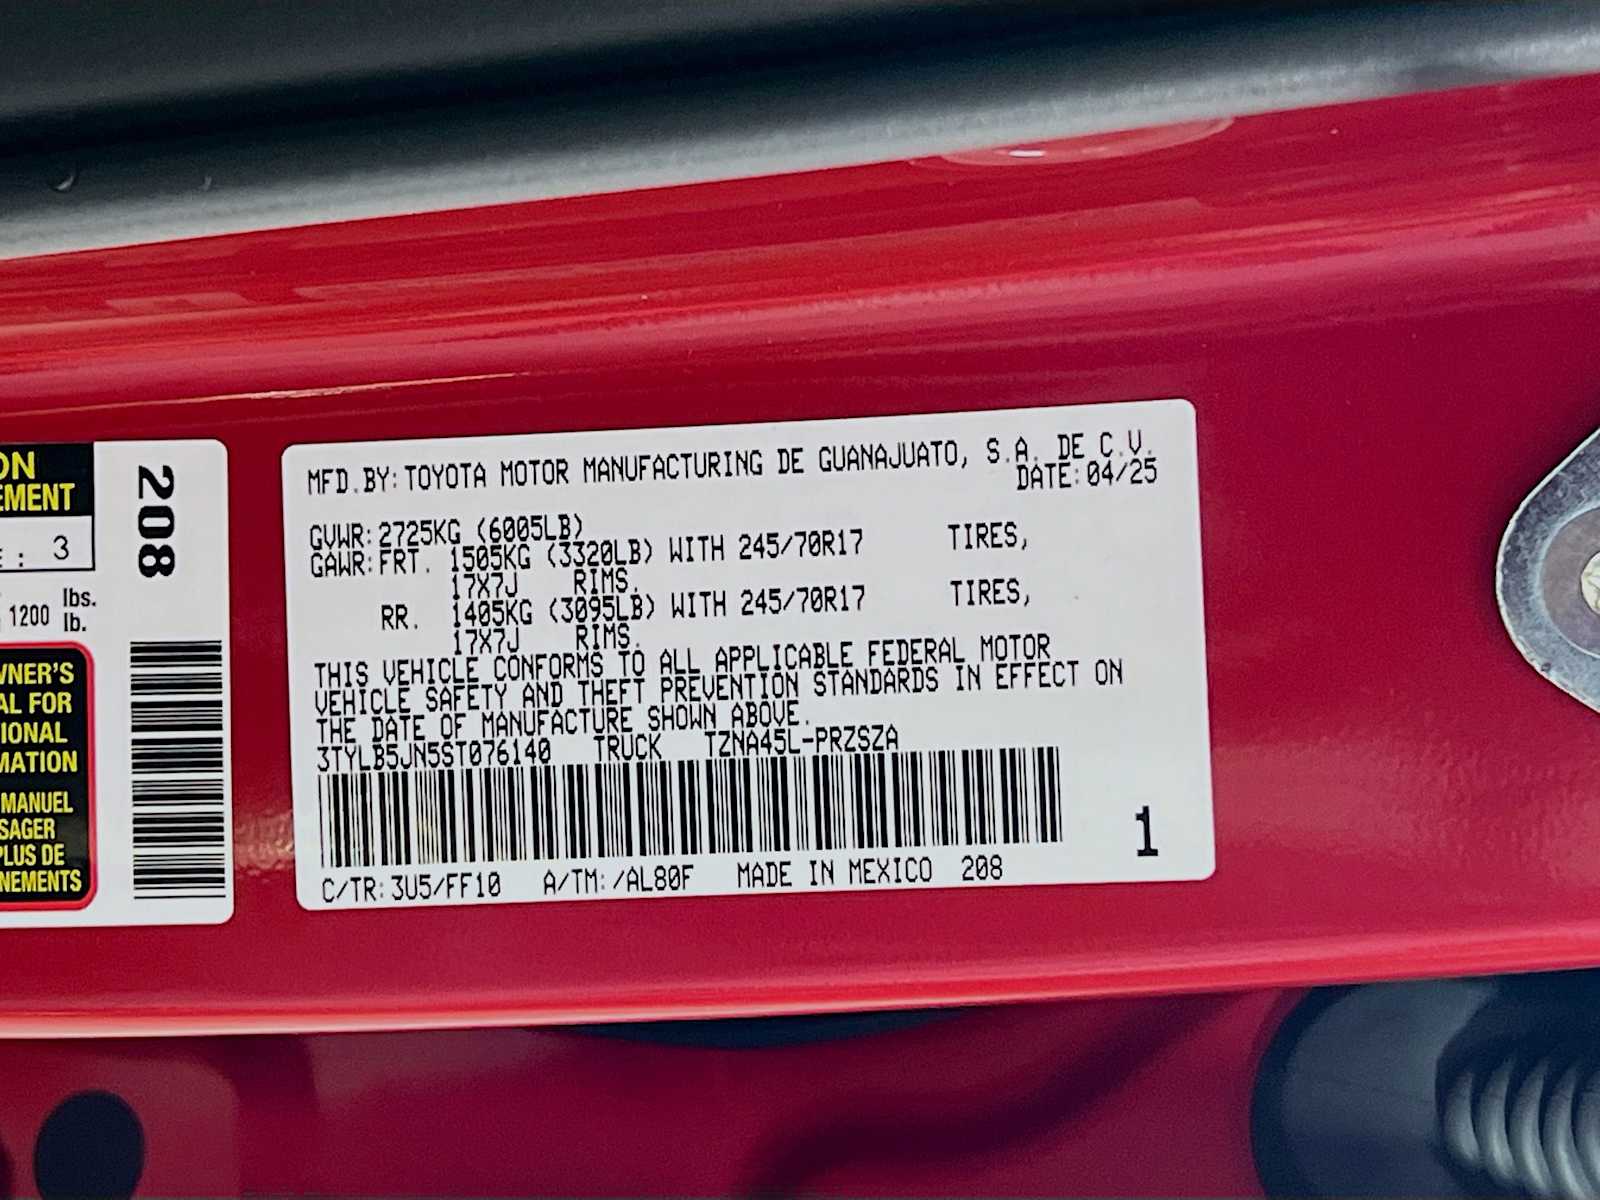 ON
EMENT
E : 3
lbs.
1200 lb.
WNER'S
AL FOR
IONAL
MATION
MANUEL
SAGER
PLUS DE
NEMENTS
208
MFD.BY:TOYOTA MOTOR MANUFACTURING DE GUANAJUATO, S.A. DE C.V.
DATE:04/25
GVWR:2725KG (6005LB)
GAWR:FRT. 1505KG (3320LB) WITH 245/70R17 TIRES,
17X7J RIMS.
RR. 1405KG (3095LB) WITH 245/70R17 TIRES,
17X7J RIMS.
THIS VEHICLE CONFORMS TO ALL APPLICABLE FEDERAL MOTOR
VEHICLE SAFETY AND THEFT PREVENTION STANDARDS IN EFFECT ON
THE DATE OF MANUFACTURE SHOWN ABOVE.
3TYLB5JN5ST076140 TRUCK TZNA45L-PRZSZA
1
C/TR:3U5/FF10 A/TM:/AL80F MADE IN MEXICO 208